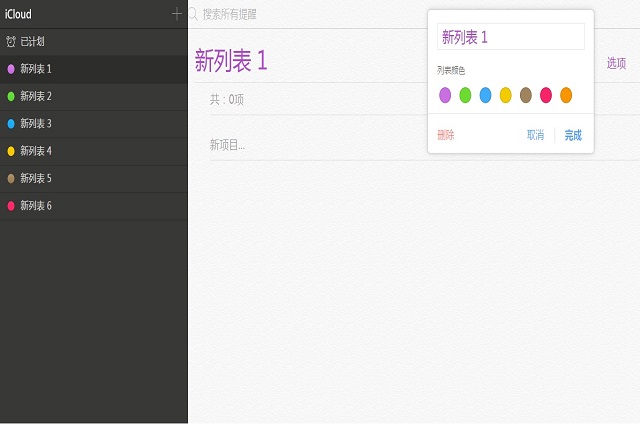 iCloud
已计划
新列表 1
新列表 2
新列表 3
新列表 4
新列表 5
新列表 6
搜索所有提醒
新列表 1
选项
共：0项
新项目...
新列表 1
列表颜色
删除
取消
完成